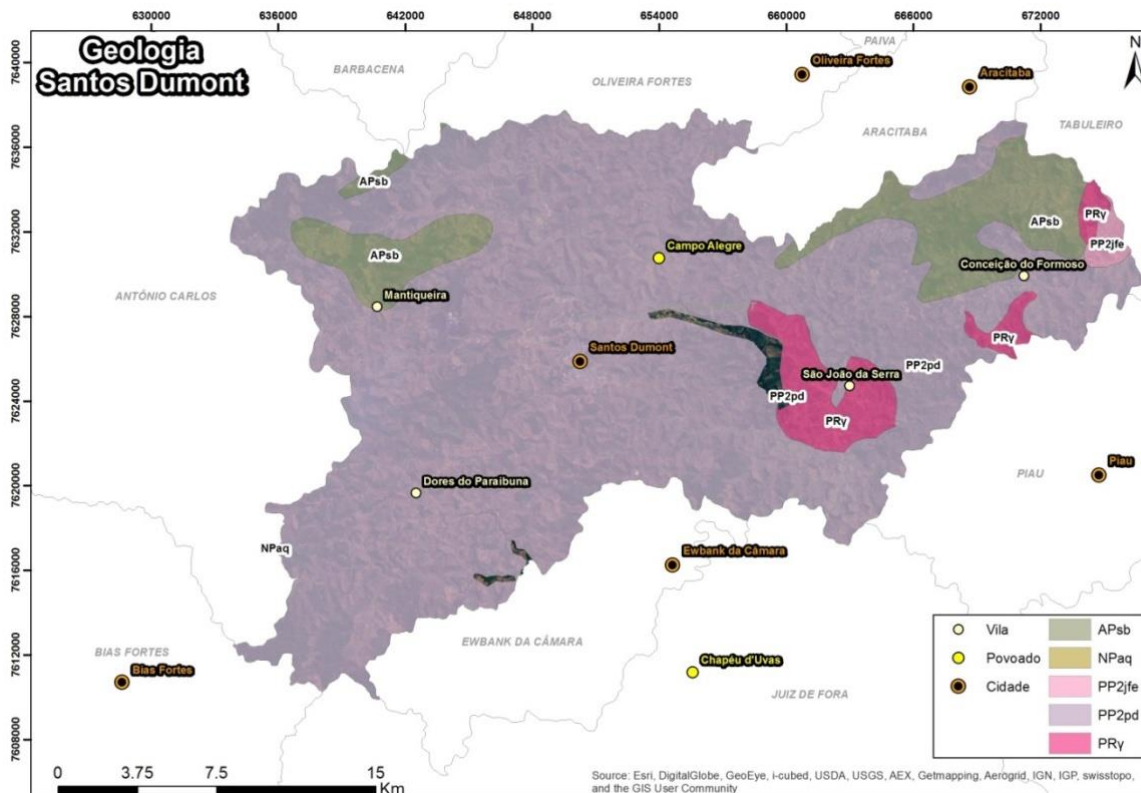 630000
636000
642000
648000
654000
660000
666000
672000
Geologia
Santos Dumont
N
PAIVA
BARBACENA
OLIVEIRA FORTES
Oliveira Fortes
Aracitaba
ARACITABA
TABULEIRO
7640000
7636000
7632000
7628000
7624000
7620000
7616000
7612000
7608000
APsb
APsb
APsb
PRγ
PP2jfe
Campo Alegre
Conceição do Formoso
ANTÔNIO CARLOS
Mantiqueira
Santos Dumont
PRγ
São João da Serra
PP2pd
PP2pd
PRγ
Piau
PIAU
Dores do Paraibuna
NPaq
Ewbank da Câmara
EWBANK DA CÂMARA
BIAS FORTES
Bias Fortes
Chapéu d'Uvas
JUIZ DE FORA
Vila
Povoado
Cidade
APsb
NPaq
PP2jfe
PP2pd
PRγ
0 3.75 7.5 15
Km
Source: Esri, DigitalGlobe, GeoEye, i-cubed, USDA, USGS, AEX, Getmapping, Aerogrid, IGN, IGP, swisstopo,
and the GIS User Community